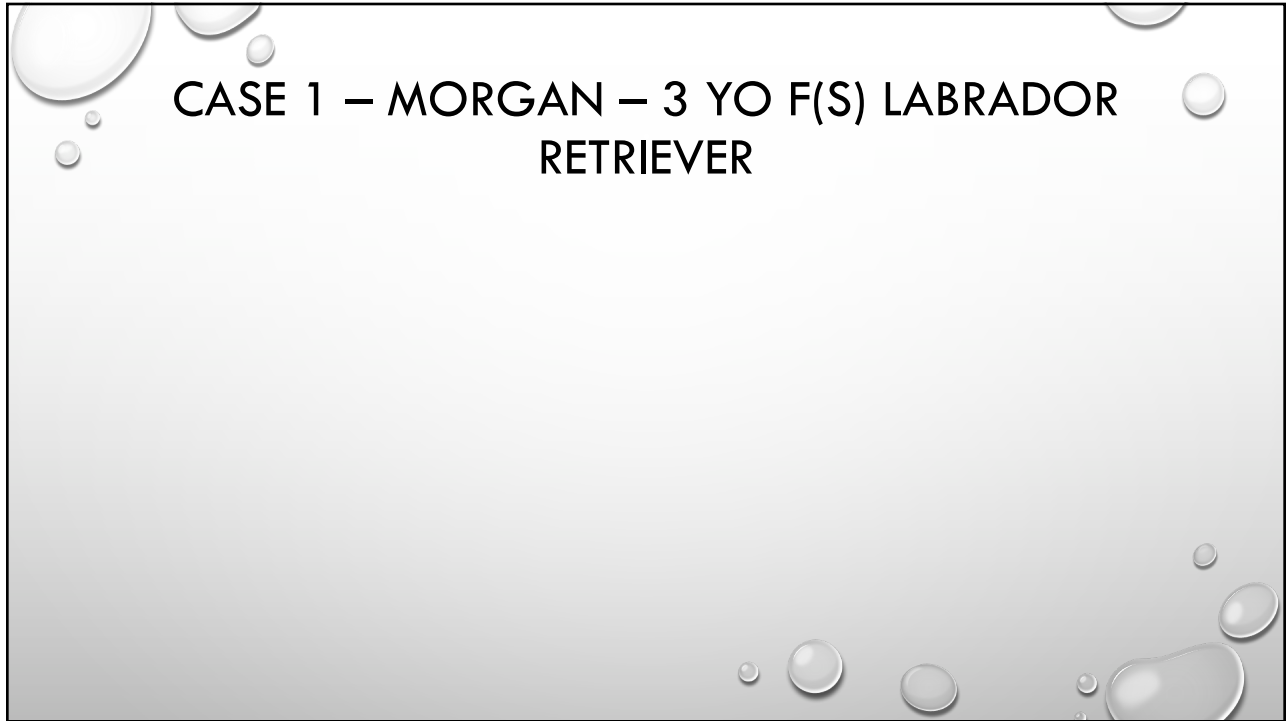 CASE 1 – MORGAN – 3 YO F(S) LABRADOR
RETRIEVER